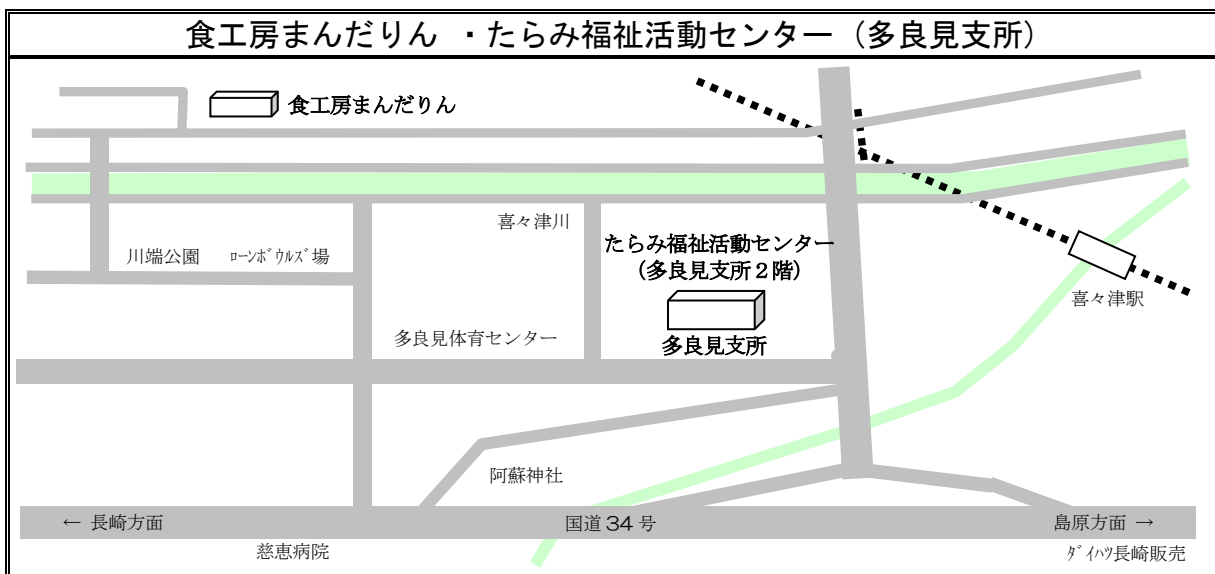 食工房まんだりん ・たらみ福祉活動センター（多良見支所）
食工房まんだりん
喜々津川
たらみ福祉活動センター
（多良見支所２階）
川端公園
ﾛｰﾝﾎﾞｳﾙｽﾞ場
喜々津駅
多良見体育センター
多良見支所
阿蘇神社
← 長崎方面
国道 34 号
島原方面 →
慈恵病院
ﾀﾞｲﾊﾂ長崎販売